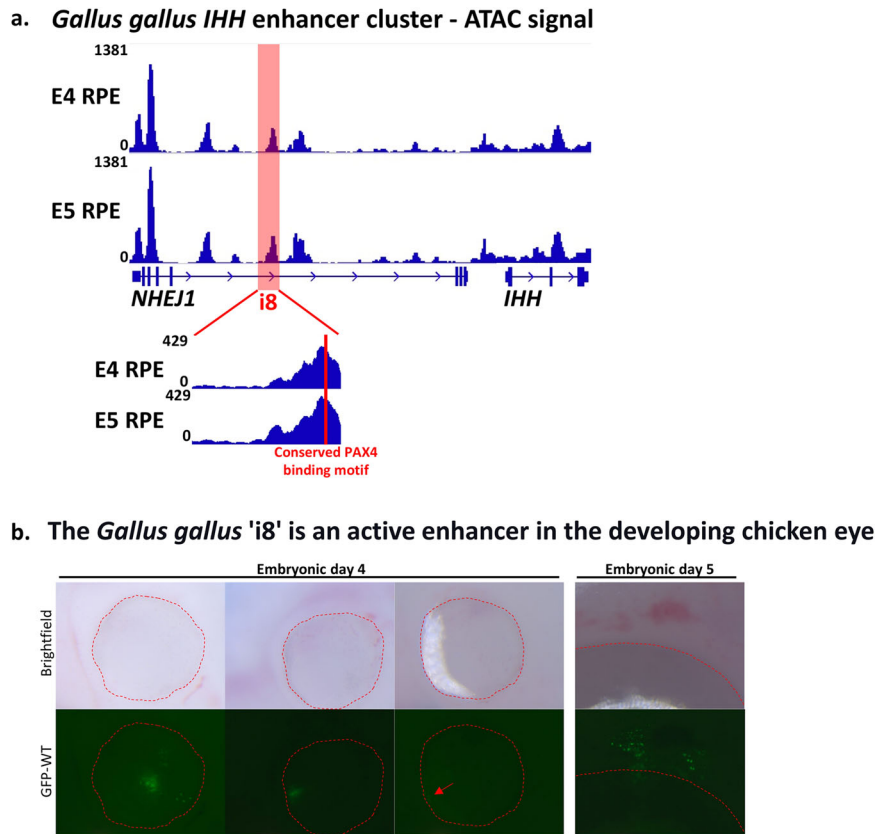 a. Gallus gallus IHH enhancer cluster - ATAC signal
1381
E4 RPE
0
1381
E5 RPE
0
NHEJ1
i8
IHH
429
E4 RPE
0
429
E5 RPE
0
Conserved PAX4
binding motif
b. The Gallus gallus 'i8' is an active enhancer in the developing chicken eye
Embryonic day 4
Embryonic day 5
Brightfield
GFP-WT